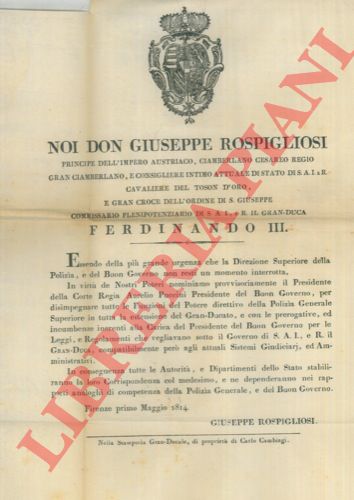 NOI DON GIUSEPPE ROSPIGLIOSI
PRINCIPE DELL'IMPERO AUSTRIACO, CIAMBERLANO CESAREO REGIO
GRAN CIAMBERLANO, E CONSIGLIERE INTIMO ATTUALE DI STATO DI S. A. I. e R.
CAVALIERE DEL TOSON D'ORO,
E GRAN CROCE DELL'ORDINE DI S. GIUSEPPE
COMMISSARIO PLENIPOTENZIARIO DI S. A. I. e R. IL GRAN-DUCA
FERDINANDO III.
Essendo della più grande urgenza che la Direzione Superiore della
Polizia, e del Buon Governo non resti un momento interrotta.
In virtù de Nostri Poteri nominiamo provvisoriamente il Presidente
della Corte Regia Aurelio Puccini Presidente del Buon Governo, per
disimpegnare tutte le Funzioni del Potere direttivo della Polizia Generale
Superiore in tutta l'estensione del Gran-Ducato, e con le prerogative, ed
incumbenze inerenti alla Carica del Presidente del Buon Governo per le
Leggi, e Regolamenti che vegliavano sotto il Governo di S. A. I., e R. il
GRAN-DUCA compatibilmente però agli attuali Sistemi Giudiciarj, ed Am-
ministrativi.
In conseguenza tutte le Autorità, e Dipartimenti dello Stato stabili-
ranno la loro Corrispondenza col medesimo, e ne dependeranno nei rap-
porti analoghi di competenza della Polizia Generale, e del Buon Governo.
Firenze primo Maggio 1814.
GIUSEPPE ROSPIGLIOSI.
Nella Stamperia Gran-Ducale, di proprietà di Carlo Cambiagi.
LIBRERIA PIANI